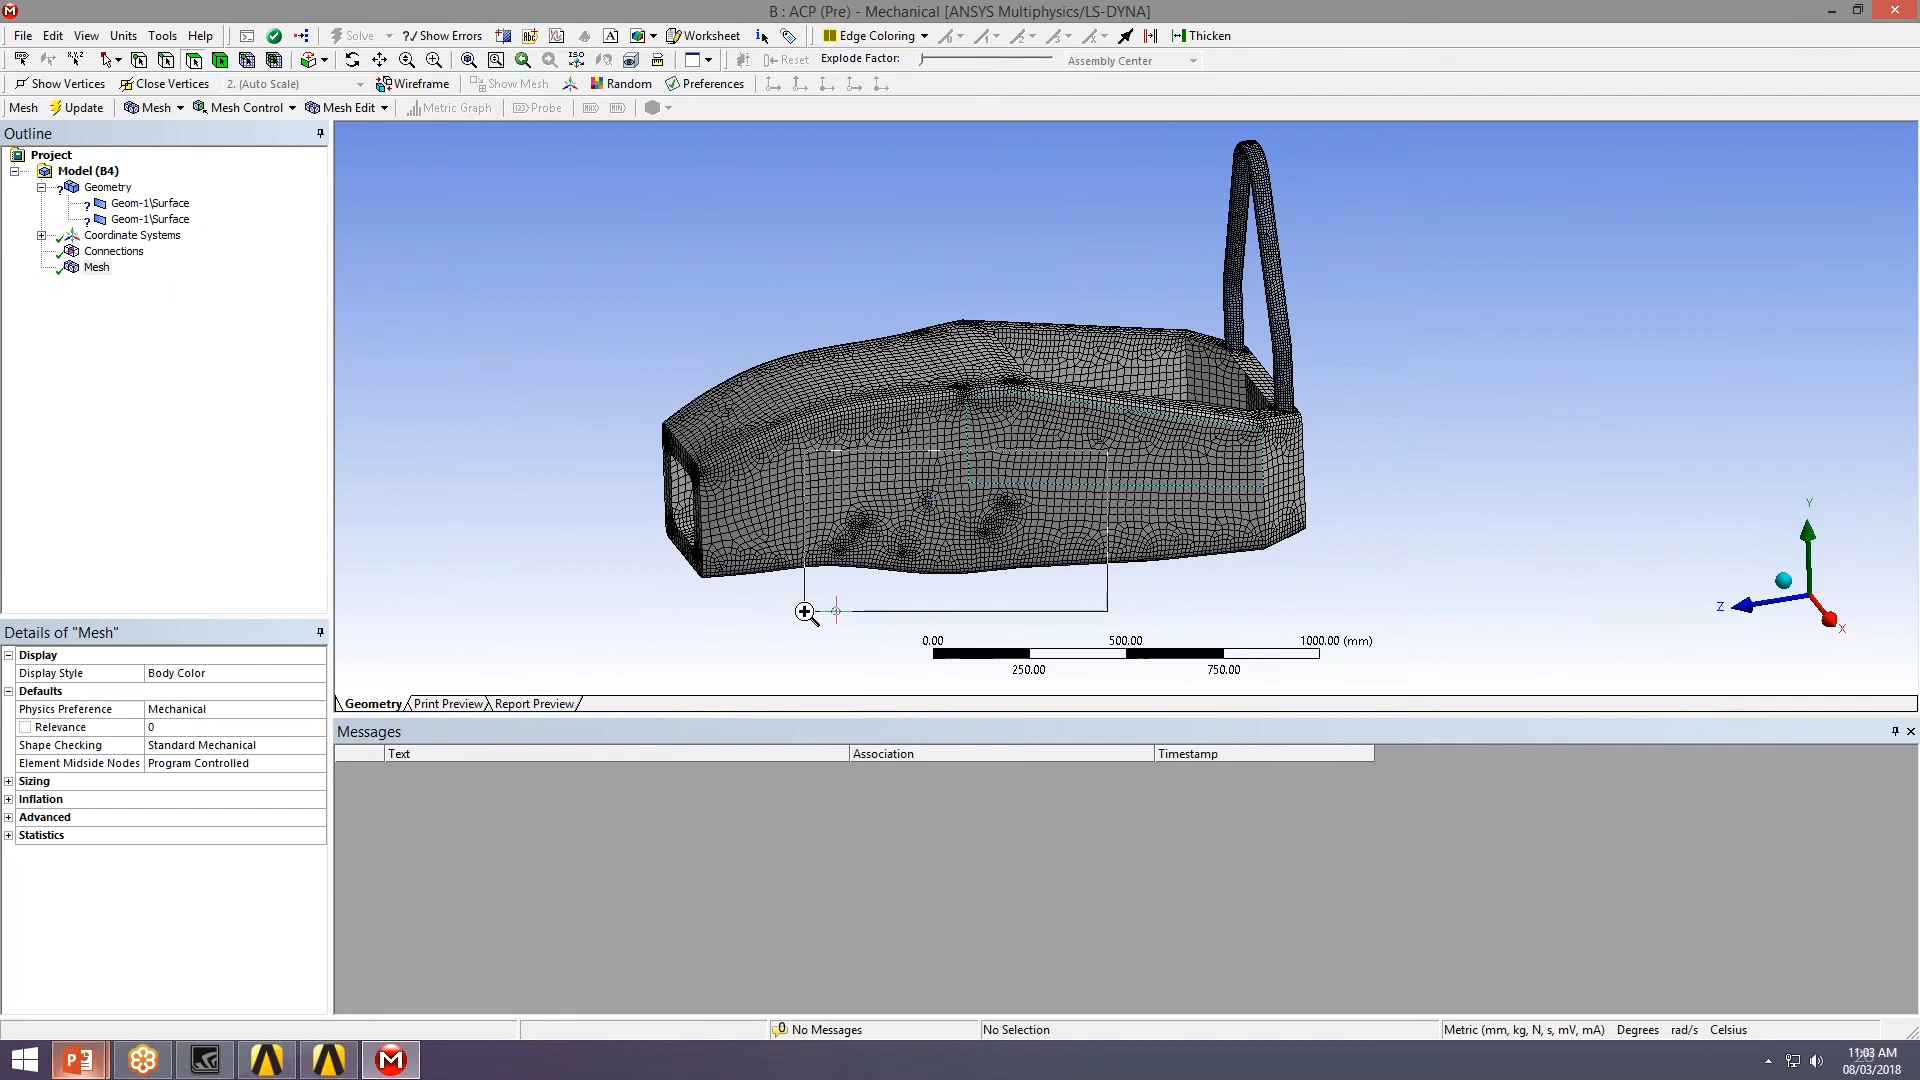 B : ACP (Pre) - Mechanical [ANSYS Multiphysics/LS-DYNA]
File Edit View Units Tools Help Solve ?/ Show Errors Worksheet Edge Coloring Thicken
Reset Explode Factor: Assembly Center
Show Vertices Close Vertices 2. (Auto Scale) Wireframe Show Mesh Random Preferences
Mesh Update Mesh Mesh Control Mesh Edit Metric Graph Probe
Outline
Project
Model (B4)
Geometry
Geom-1\Surface
Geom-1\Surface
Coordinate Systems
Connections
Mesh
Details of "Mesh"
Display
Display Style Body Color
Defaults
Physics Preference Mechanical
Relevance 0
Shape Checking Standard Mechanical
Element Midside Nodes Program Controlled
Sizing
Inflation
Advanced
Statistics
Y
Z
X
0.00 500.00 1000.00 (mm)
250.00 750.00
Geometry Print Preview Report Preview
Messages
Text Association Timestamp
0 No Messages No Selection Metric (mm, kg, N, s, mV, mA) Degrees rad/s Celsius
11:03 AM
08/03/2018